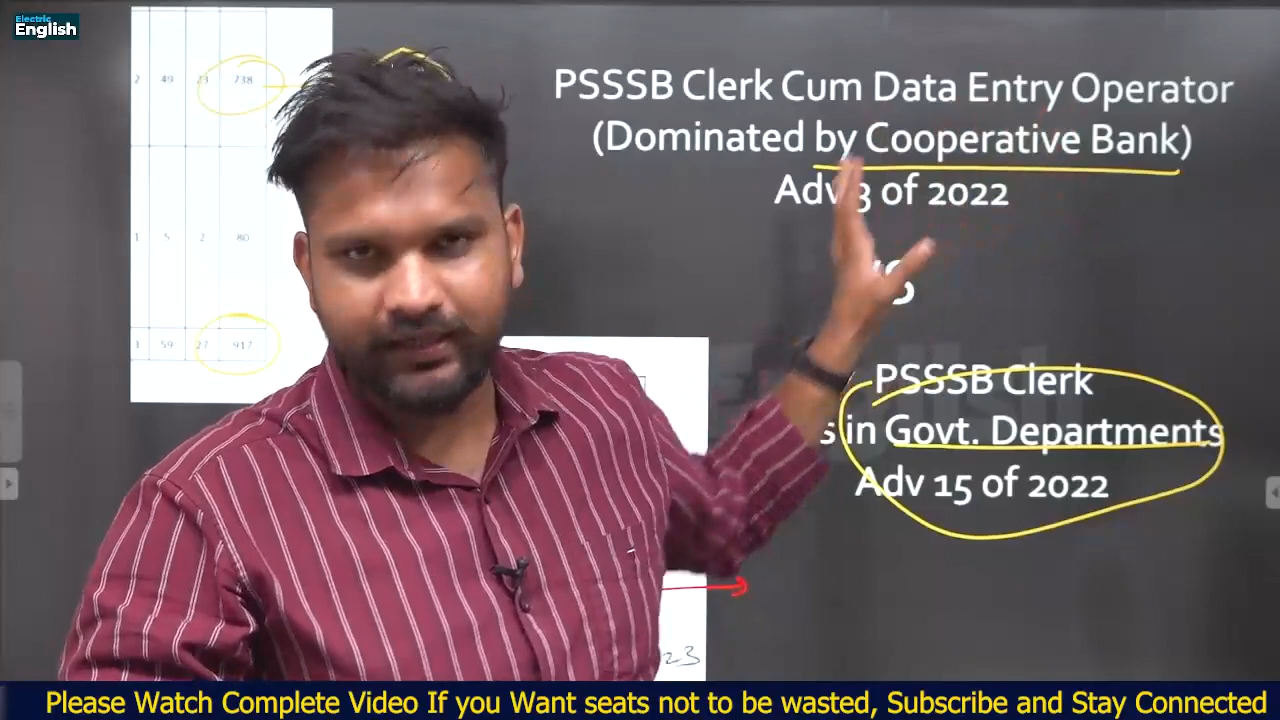 Electric
English
2 49 23 738
PSSSB Clerk Cum Data Entry Operator
(Dominated by Cooperative Bank)
Adv 3 of 2022
1 5 2 80
3 59 27 917
PSSSB Clerk
in Govt. Departments
Adv 15 of 2022
23
Please Watch Complete Video If you Want seats not to be wasted, Subscribe and Stay Connected